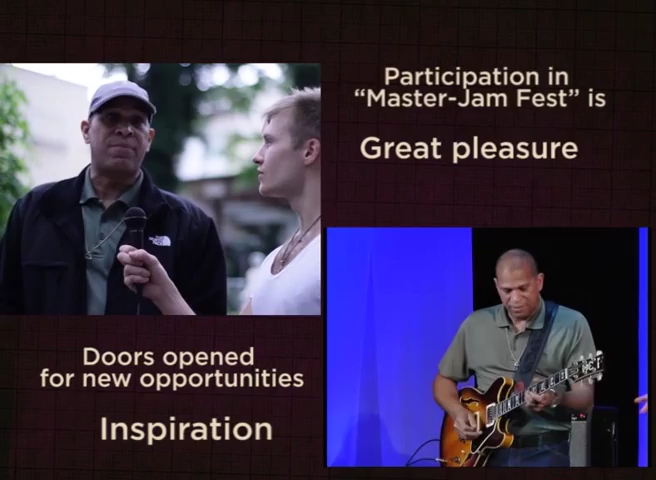 Participation in
“Master-Jam Fest” is
Great pleasure
Doors opened
for new opportunities
Inspiration